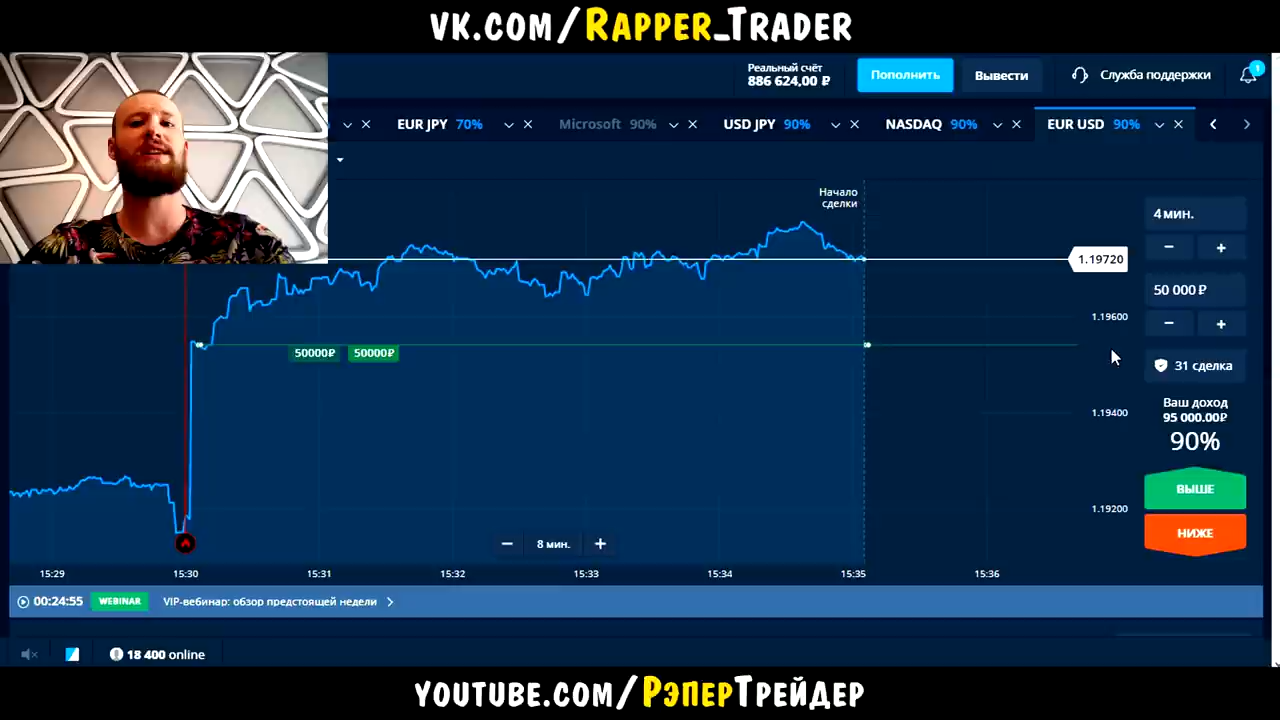 vk.com/Rapper_Trader
Реальный счёт
886 624,00 ₽
Пополнить
Вывести
Служба поддержки
1
EUR JPY 70%
Microsoft 90%
USD JPY 90%
NASDAQ 90%
EUR USD 90%
Начало
сделки
4 мин.
1.19720
50 000 ₽
1.19600
50000₽ 50000₽
31 сделка
Ваш доход
95 000.00₽
1.19400
90%
ВЫШЕ
1.19200
НИЖЕ
8 мин.
15:29 15:30 15:31 15:32 15:33 15:34 15:35 15:36
00:24:55 WEBINAR VIP-вебинар: обзор предстоящей недели
18 400 online
youtube.com/РэперТрейдер